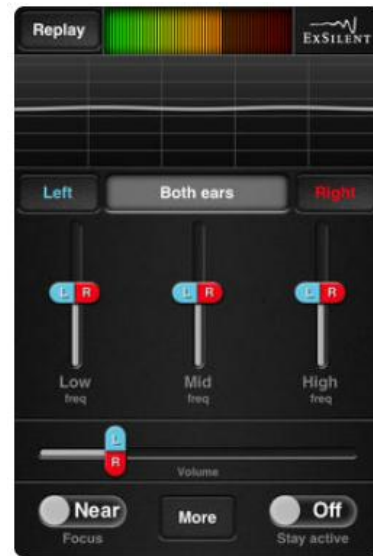 Replay
EXSILENT
Left Both ears Right
L R L R L R
Low Mid High
freq freq freq
L
R
Volume
Near More Off
Focus Stay active